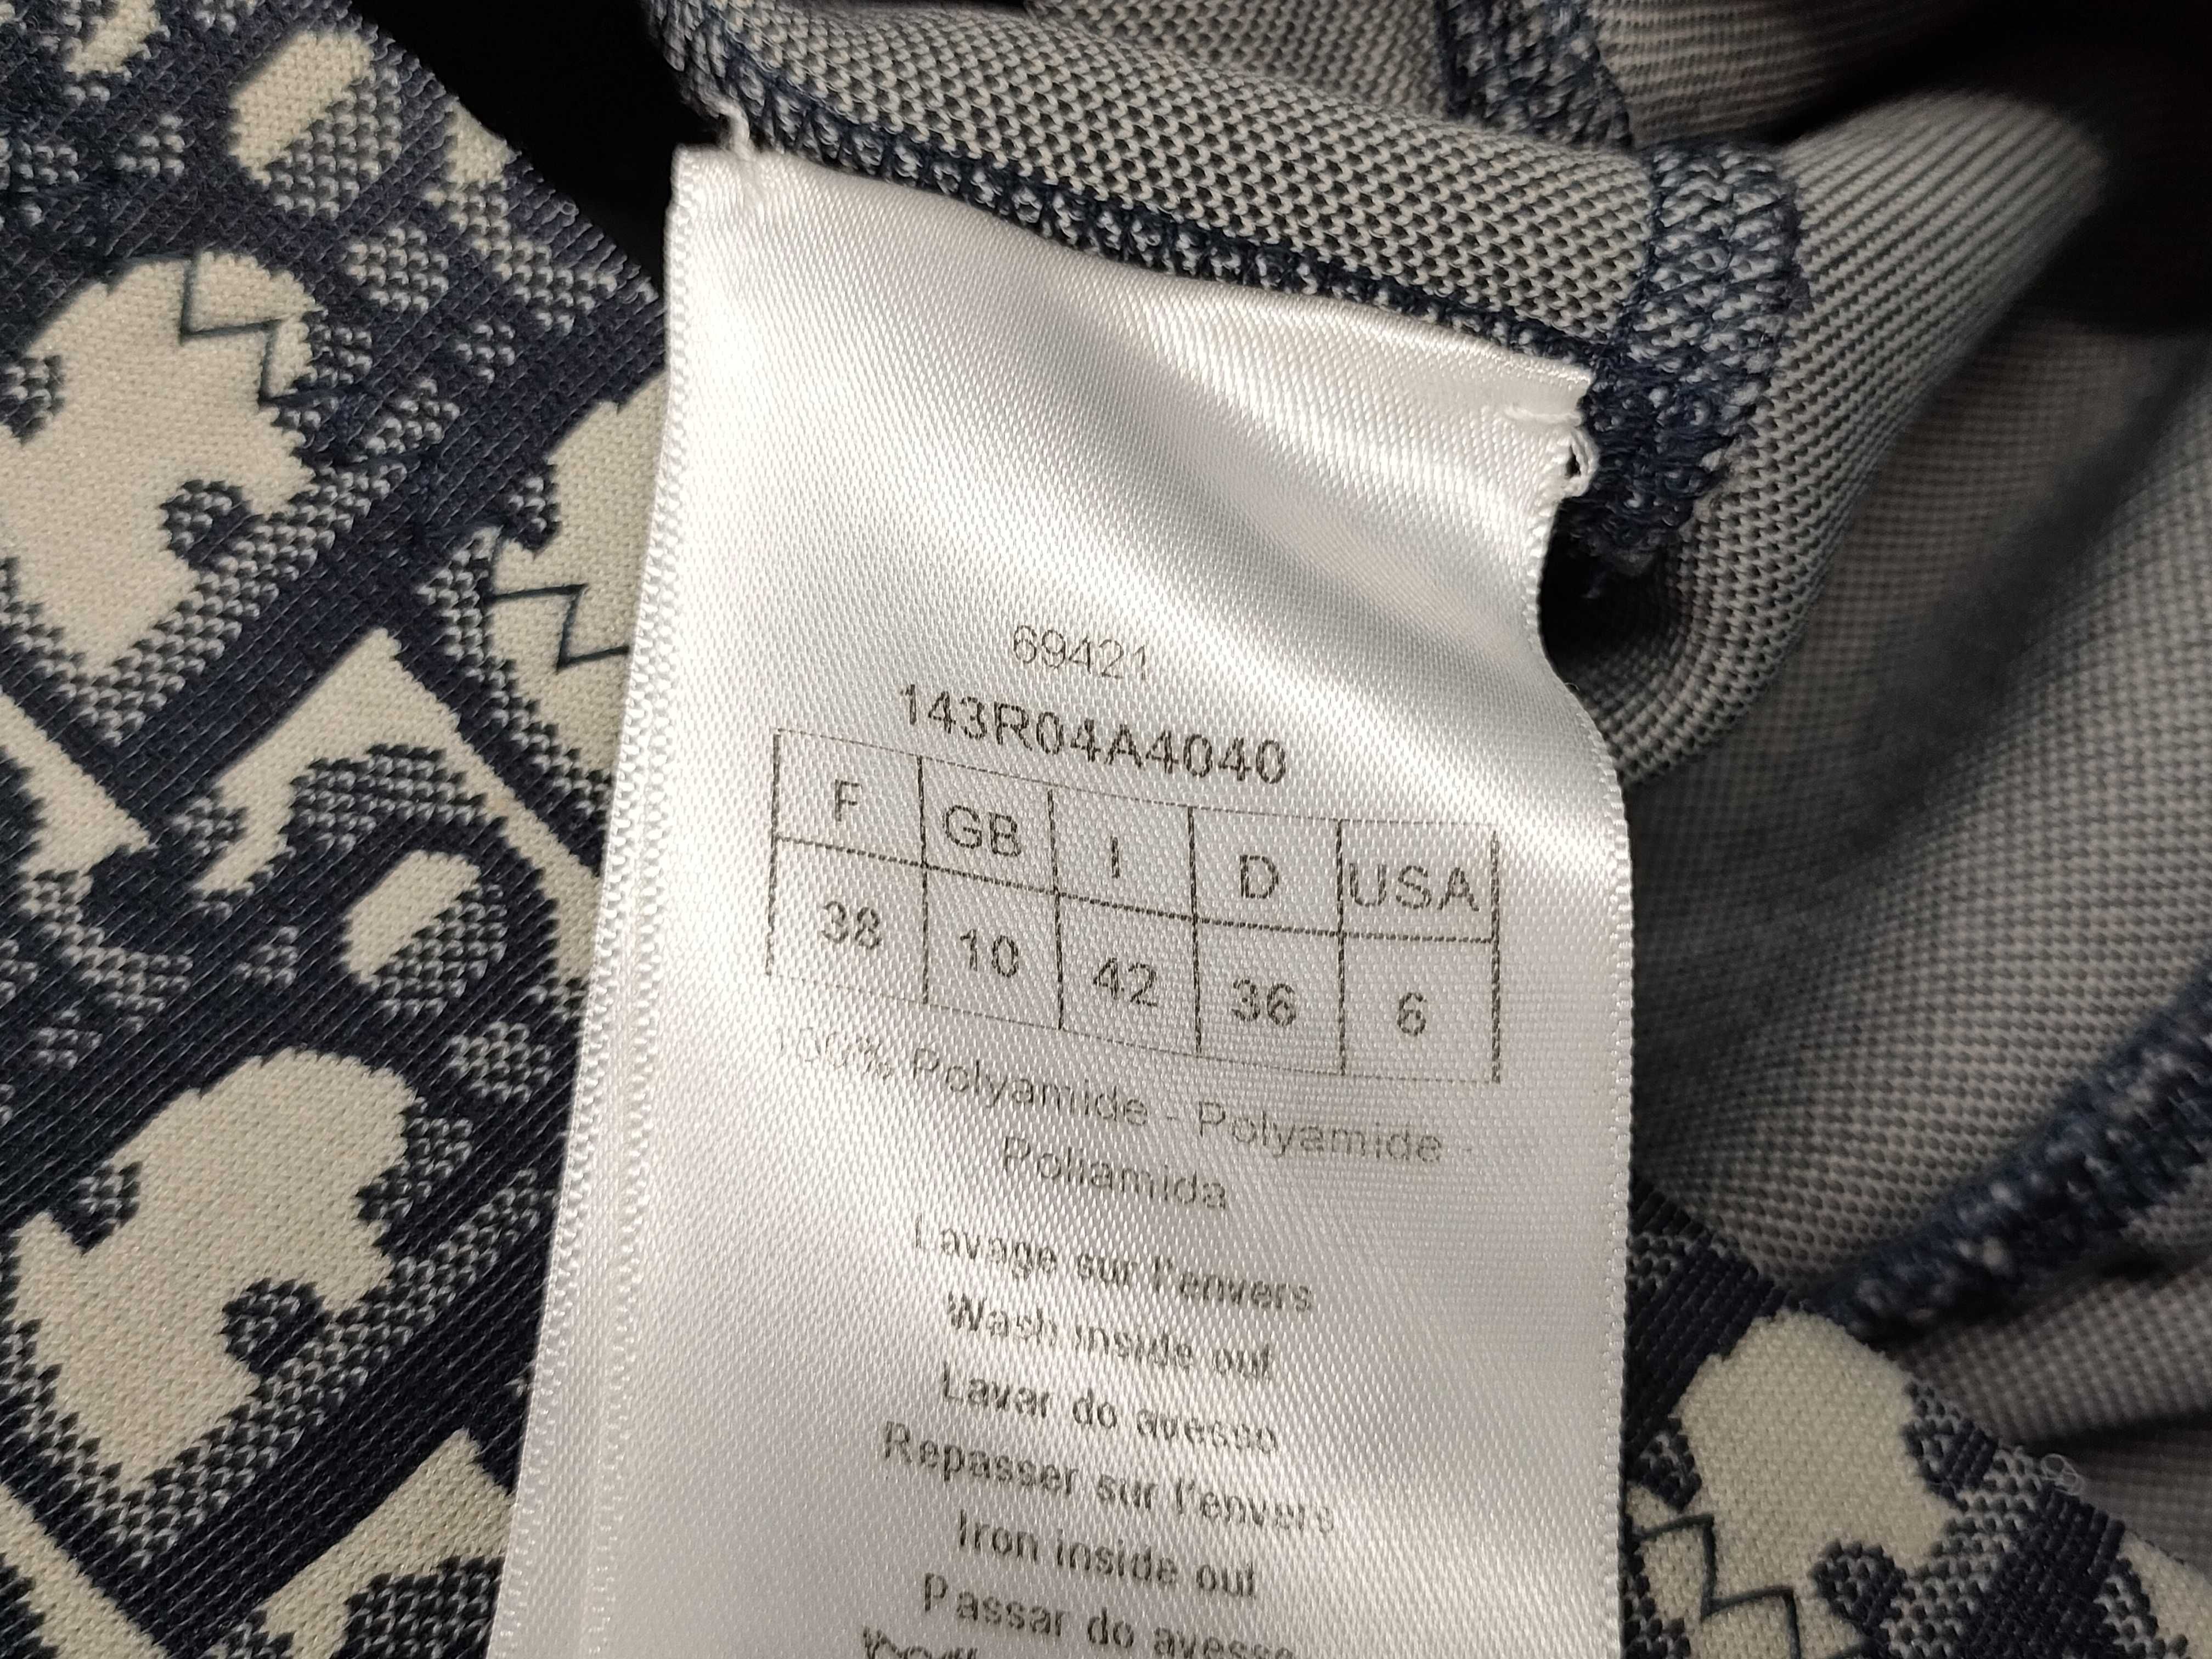 69421
143R04A4040
F GB I D USA
38 10 42 36 6
100% Polyamide - Polyamide -
Poliamida
Lavage sur l'envers
Wash inside out
Lavar do avesso
Repasser sur l'envers
Iron inside out
Passar do avesso